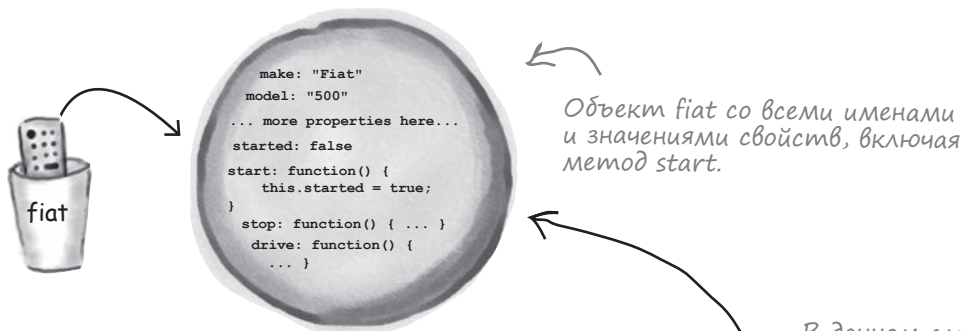 make: "Fiat"
model: "500"
... more properties here...
started: false
start: function() {
this.started = true;
}
stop: function() { ... }
drive: function() {
... }
fiat
Объект fiat со всеми именами
и значениями свойств, включая
метод start.
В данном